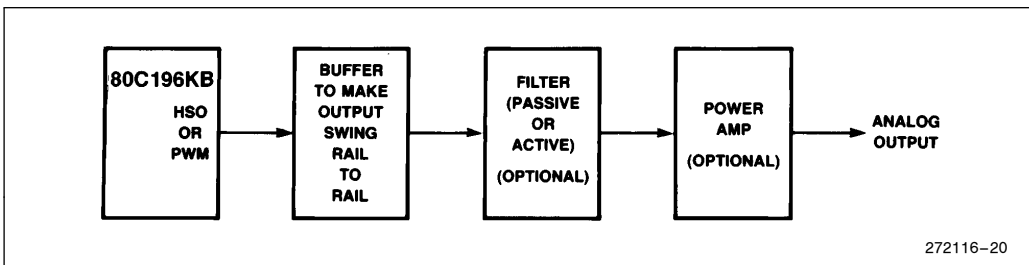 80C196KB
HSO
OR
PWM
BUFFER
TO MAKE
OUTPUT
SWING
RAIL
TO
RAIL
FILTER
(PASSIVE
OR
ACTIVE)
(OPTIONAL)
POWER
AMP
(OPTIONAL)
ANALOG
OUTPUT
272116–20